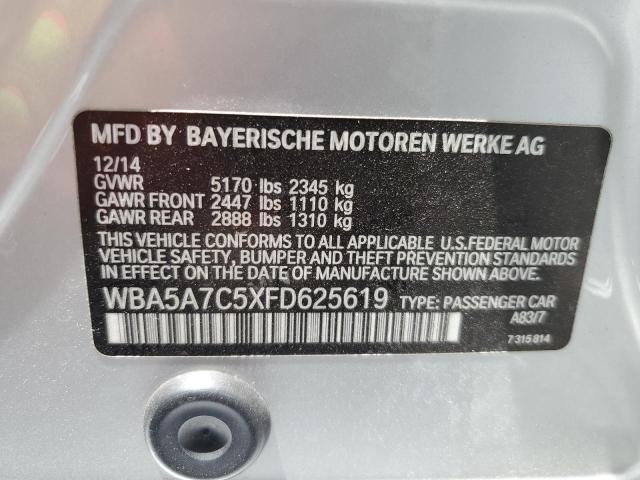 MFD BY BAYERISCHE MOTOREN WERKE AG
12/14
GVWR 5170 lbs 2345 kg
GAWR FRONT 2447 lbs 1110 kg
GAWR REAR 2888 lbs 1310 kg
THIS VEHICLE CONFORMS TO ALL APPLICABLE U.S.FEDERAL MOTOR
VEHICLE SAFETY, BUMPER AND THEFT PREVENTION STANDARDS
IN EFFECT ON THE DATE OF MANUFACTURE SHOWN ABOVE.
WBA5A7C5XFD625619 TYPE: PASSENGER CAR
A83/7
7 315 814